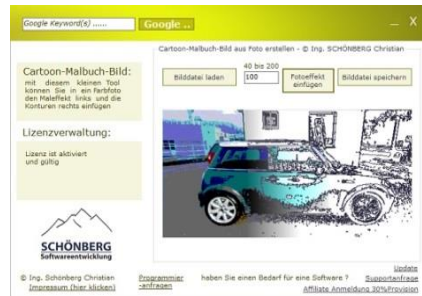 Google Keyword(s) ......
Google ..
_ X
Cartoon-Malbuch-Bild aus Foto erstellen - © Ing. SCHÖNBERG Christian
Cartoon-Malbuch-Bild:
mit diesem kleinen Tool
können Sie in ein Farbfoto
den Maleffekt links und die
Konturen rechts einfügen
Lizenzverwaltung:
Lizenz ist aktiviert
und gültig
40 bis 200
Bilddatei laden
100
Fotoeffekt
einfügen
Bilddatei speichern
SCHÖNBERG
Softwareentwicklung
© Ing. Schönberg Christian
Impressum (hier klicken)
Programmier
-anfragen
haben Sie einen Bedarf für eine Software ?
Update
Supportanfrage
Affiliate Anmeldung 30%Provision